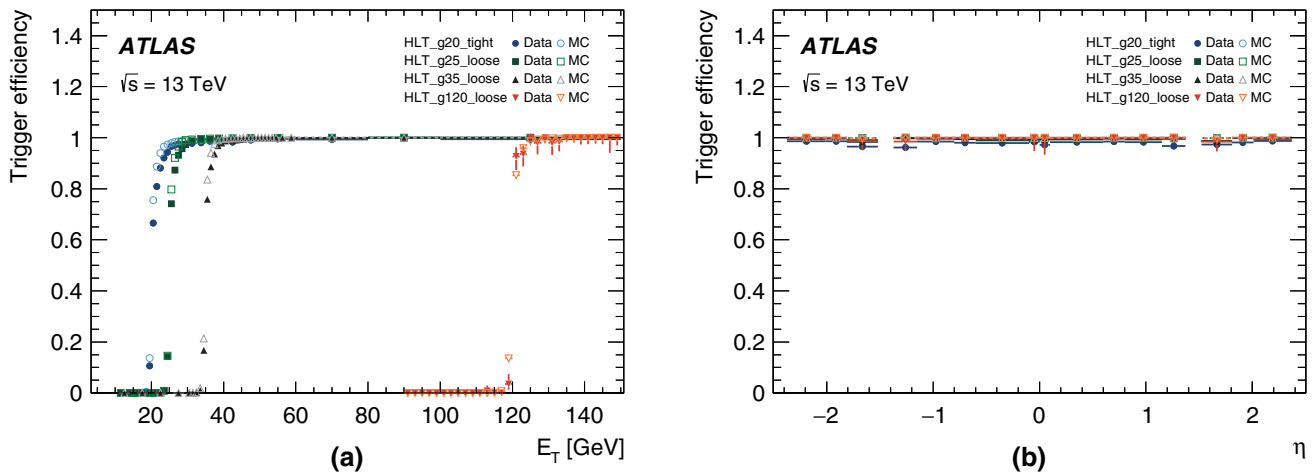 Trigger efficiency
1.4
1.2
1
0.8
0.6
0.4
0.2
0
ATLAS
√s = 13 TeV
HLT_g20_tight Data MC
HLT_g25_loose Data MC
HLT_g35_loose Data MC
HLT_g120_loose Data MC
20 40 60 80 100 120 140
E_T [GeV]
(a)
Trigger efficiency
1.4
1.2
1
0.8
0.6
0.4
0.2
0
ATLAS
√s = 13 TeV
HLT_g20_tight Data MC
HLT_g25_loose Data MC
HLT_g35_loose Data MC
HLT_g120_loose Data MC
−2 −1 0 1 2
η
(b)